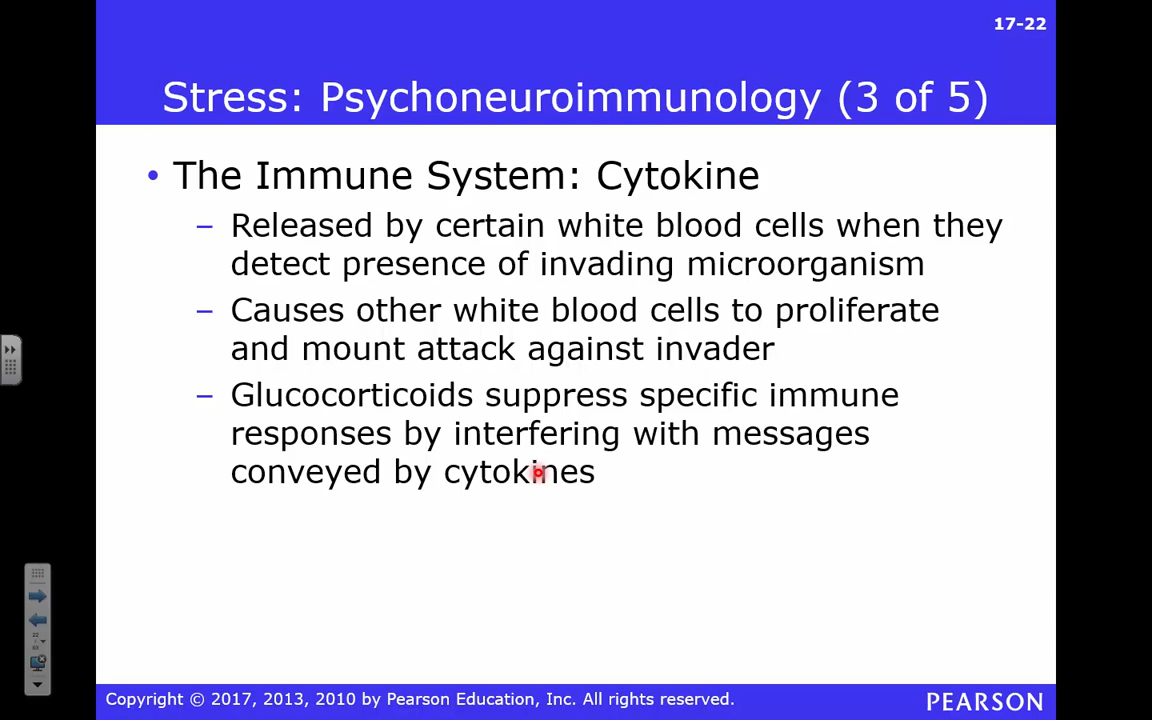 17-22
Stress: Psychoneuroimmunology (3 of 5)
• The Immune System: Cytokine
– Released by certain white blood cells when they
detect presence of invading microorganism
– Causes other white blood cells to proliferate
and mount attack against invader
– Glucocorticoids suppress specific immune
responses by interfering with messages
conveyed by cytokines
Copyright © 2017, 2013, 2010 by Pearson Education, Inc. All rights reserved.
PEARSON